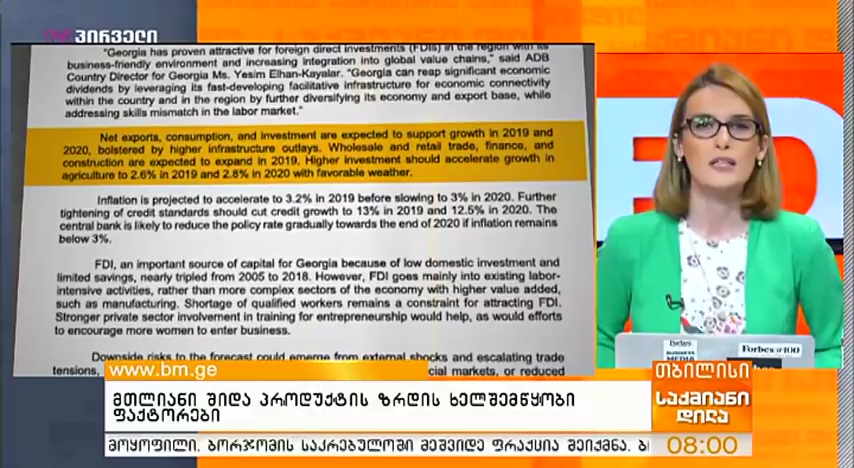 პირველი
"Georgia has proven attractive for foreign direct investments (FDIs) in the region with its
business-friendly environment and increasing integration into global value chains," said ADB
Country Director for Georgia Ms. Yesim Elhan-Kayalar. "Georgia can reap significant economic
dividends by leveraging its fast-developing facilitative infrastructure for economic connectivity
within the country and in the region by further diversifying its economy and export base, while
addressing skills mismatch in the labor market."
Net exports, consumption, and investment are expected to support growth in 2019 and
2020, bolstered by higher infrastructure outlays. Wholesale and retail trade, finance, and
construction are expected to expand in 2019. Higher investment should accelerate growth in
agriculture to 2.6% in 2019 and 2.8% in 2020 with favorable weather.
Inflation is projected to accelerate to 3.2% in 2019 before slowing to 3% in 2020. Further
tightening of credit standards should cut credit growth to 13% in 2019 and 12.5% in 2020. The
central bank is likely to reduce the policy rate gradually towards the end of 2020 if inflation remains
below 3%.
FDI, an important source of capital for Georgia because of low domestic investment and
limited savings, nearly tripled from 2005 to 2018. However, FDI goes mainly into existing labor-
intensive activities, rather than more complex sectors of the economy with higher value added,
such as manufacturing. Shortage of qualified workers remains a constraint for attracting FDI.
Stronger private sector involvement in training for entrepreneurship would help, as would efforts
to encourage more women to enter business.
Downside risks to the forecast could emerge from external shocks and escalating trade
tensions, cial markets, or reduced
Forbes
BUSINESS
MEDIA
Forbes #100
www.bm.ge
თბილისი
მთლიანი შიდა პროდუქტის ზრდის ხელშემწყობი
ფაქტორები
საქმიანი
დილა
მოყოფილი. ბორჯომის საკრებულოში მეშვიდე ფრაქცია შეიქმნა.
08:00